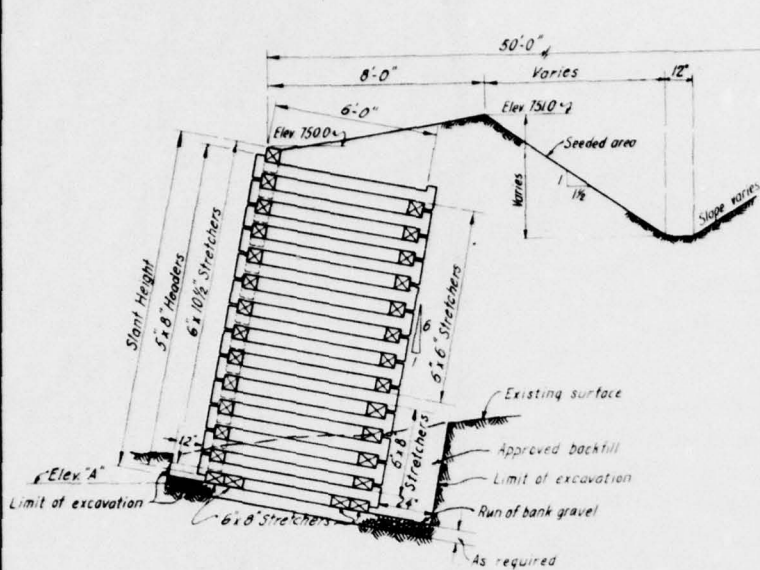 50'-0"
8'-0" Varies 12"
6'-0"
Elev. 751.0
Elev. 750.0
Seeded area
1
1½
Varies
Slope varies
Slant Height
5"x 8" Headers
6"x 10½" Stretchers
6
1
6"x 6" Stretchers
Existing surface
12"
6"x 8"
Stretchers
Approved backfill
Elev. "A"
Limit of excavation
Limit of excavation
24"
6"x 8" Stretchers
Run of bank gravel
As required